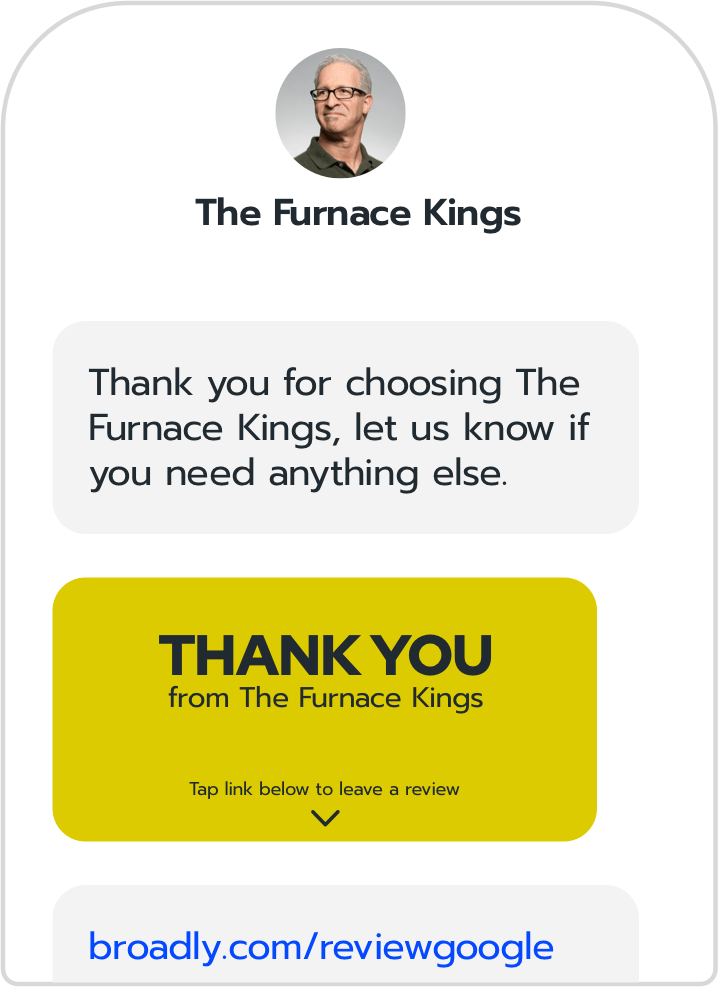 The Furnace Kings
Thank you for choosing The
Furnace Kings, let us know if
you need anything else.
THANK YOU
from The Furnace Kings
Tap link below to leave a review
broadly.com/reviewgoogle